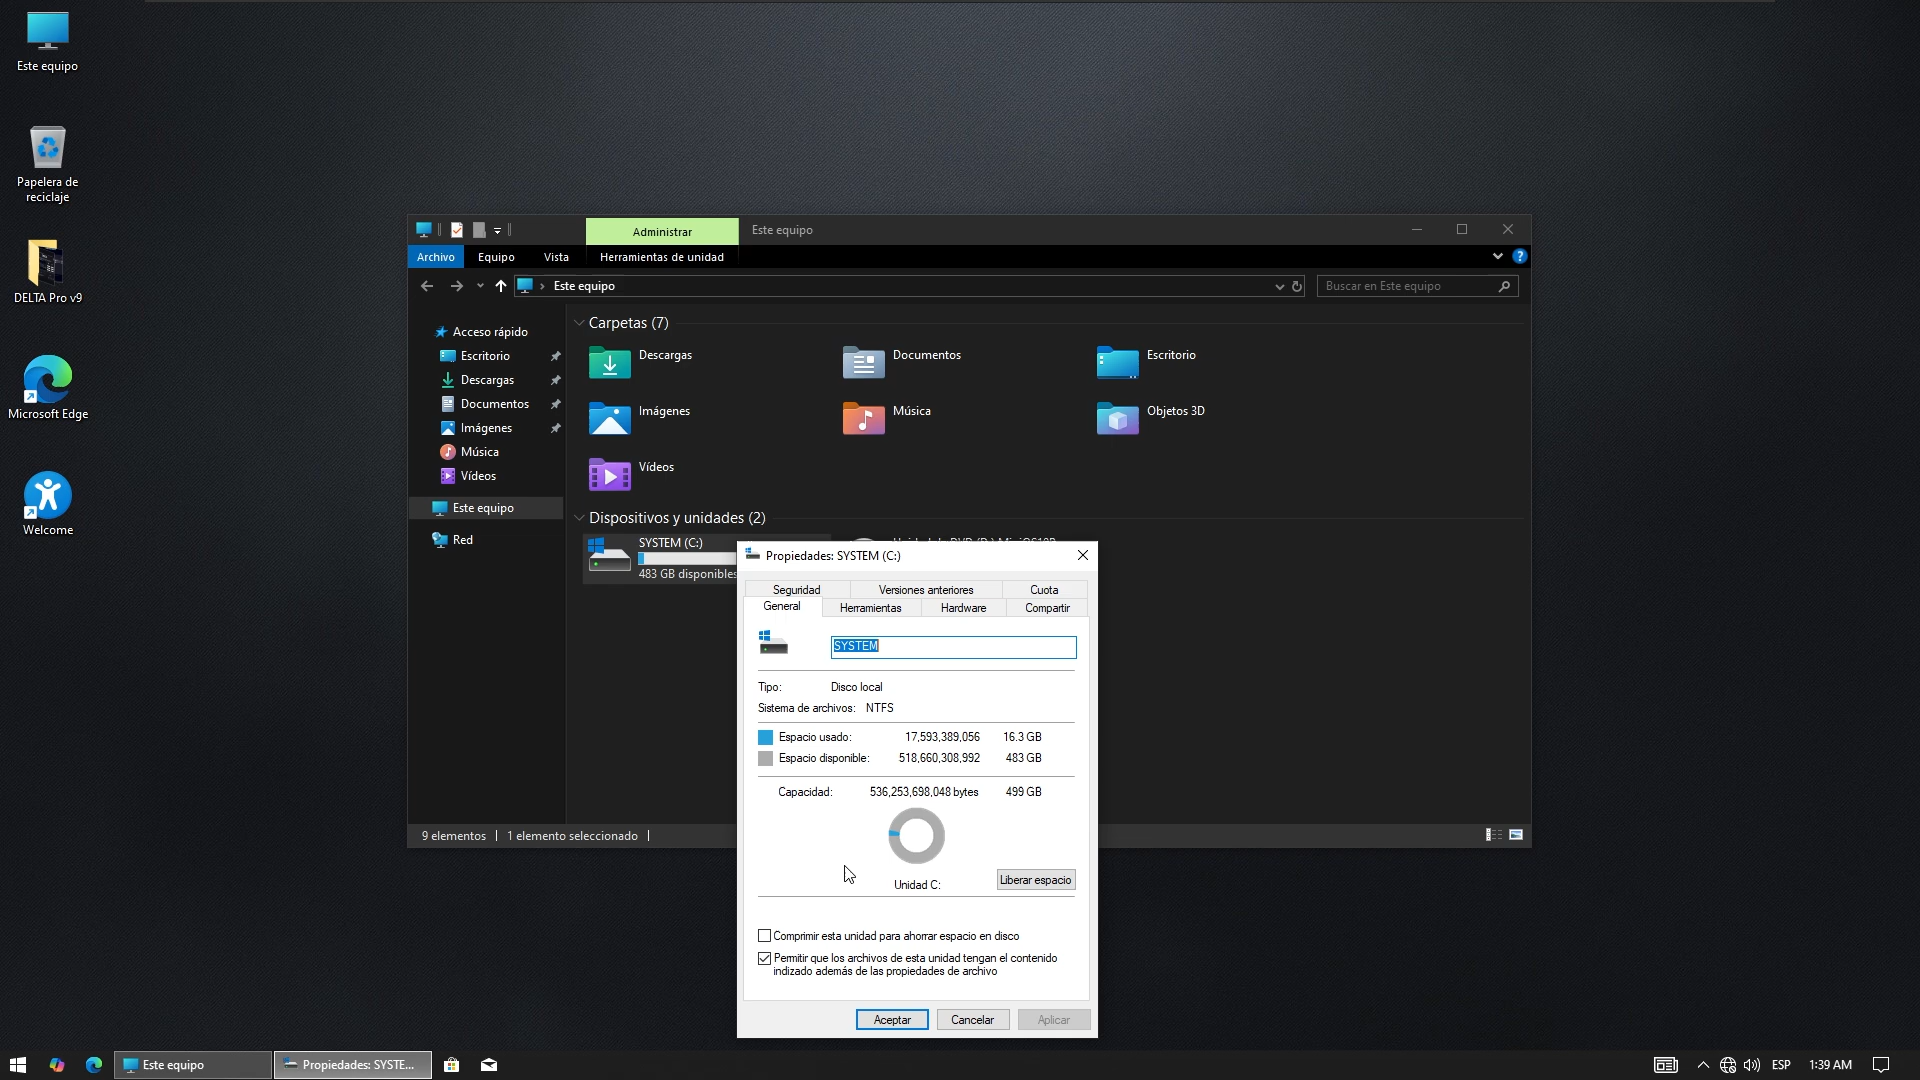 Este equipo
Papelera de
reciclaje
DELTA Pro v9
Microsoft Edge
Welcome
Administrar
Este equipo
Archivo
Equipo
Vista
Herramientas de unidad
Este equipo
Buscar en Este equipo
Acceso rápido
Escritorio
Descargas
Documentos
Imágenes
Música
Vídeos
Este equipo
Red
Carpetas (7)
Descargas
Documentos
Escritorio
Imágenes
Música
Objetos 3D
Vídeos
Dispositivos y unidades (2)
SYSTEM (C:)
483 GB disponibles
9 elementos
1 elemento seleccionado
Propiedades: SYSTEM (C:)
Seguridad
Versiones anteriores
Cuota
General
Herramientas
Hardware
Compartir
SYSTEM
Tipo: Disco local
Sistema de archivos: NTFS
Espacio usado: 17,593,389,056 16.3 GB
Espacio disponible: 518,660,308,992 483 GB
Capacidad: 536,253,698,048 bytes 499 GB
Unidad C:
Liberar espacio
Comprimir esta unidad para ahorrar espacio en disco
Permitir que los archivos de esta unidad tengan el contenido
indizado además de las propiedades de archivo
Aceptar
Cancelar
Aplicar
Este equipo
Propiedades: SYSTE...
ESP
1:39 AM